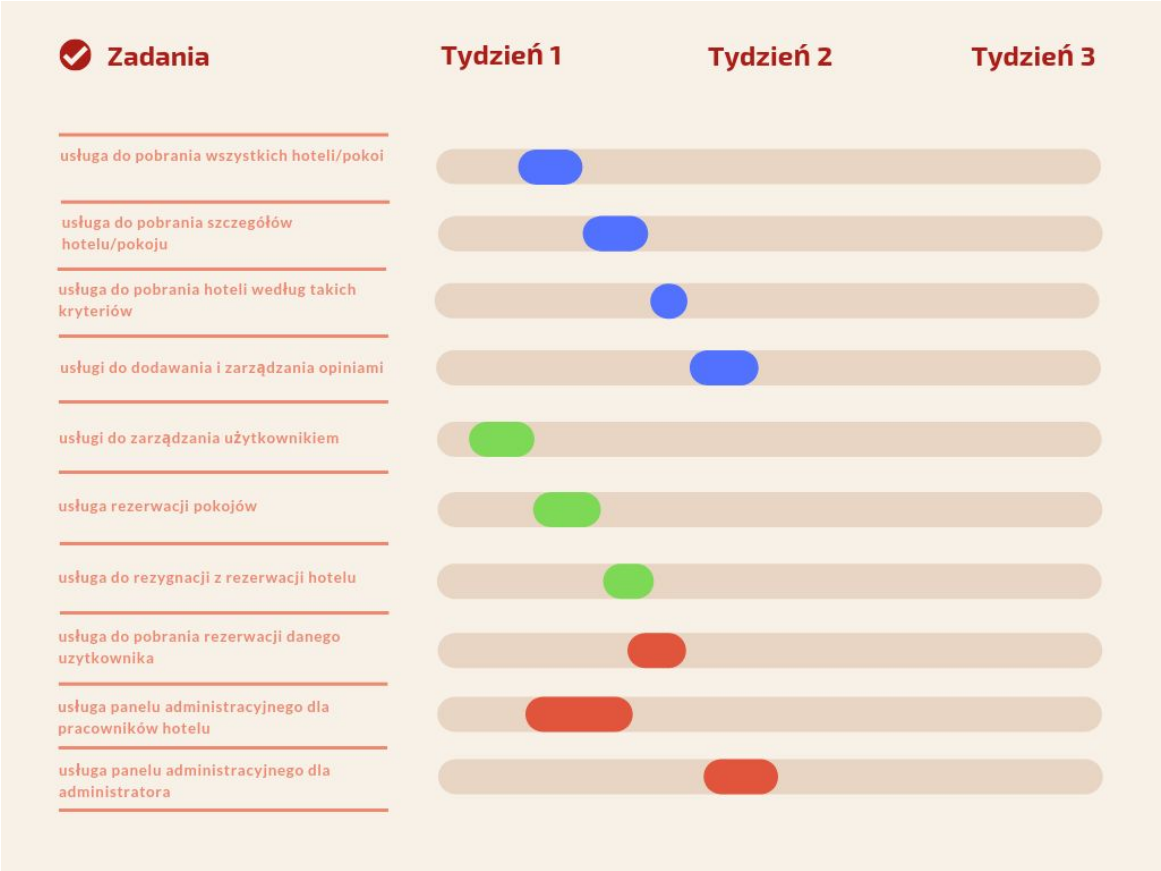 Zadania
Tydzień 1
Tydzień 2
Tydzień 3
usługa do pobrania wszystkich hoteli/pokoi
usługa do pobrania szczegółów
hotelu/pokoju
usługa do pobrania hoteli według takich
kryteriów
usługi do dodawania i zarządzania opiniami
usługi do zarządzania użytkownikiem
usługa rezerwacji pokojów
usługa do rezygnacji z rezerwacji hotelu
usługa do pobrania rezerwacji danego
uzytkownika
usługa panelu administracyjnego dla
pracowników hotelu
usługa panelu administracyjnego dla
administratora